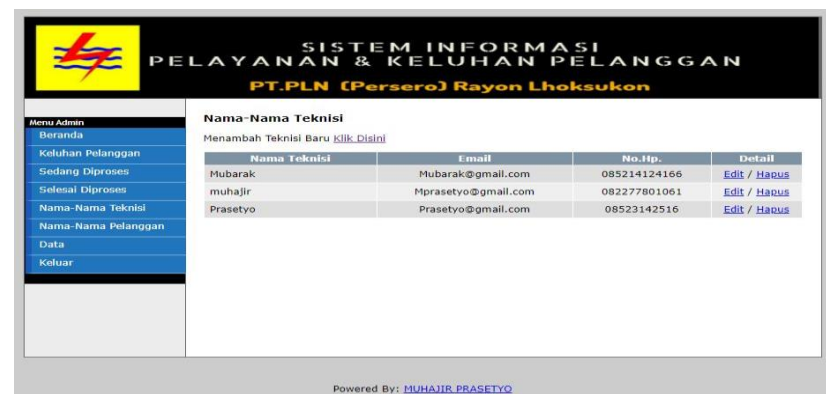 SISTEM INFORMASI
PELAYANAN & KELUHAN PELANGGAN
PT.PLN (Persero) Rayon Lhoksukon
Menu Admin
Beranda
Keluhan Pelanggan
Sedang Diproses
Selesai Diproses
Nama-Nama Teknisi
Nama-Nama Pelanggan
Data
Keluar
Nama-Nama Teknisi
Menambah Teknisi Baru Klik Disini
Nama Teknisi Email No.Hp. Detail
Mubarak Mubarak@gmail.com 085214124166 Edit / Hapus
muhajir Mprasetyo@gmail.com 082277801061 Edit / Hapus
Prasetyo Prasetyo@gmail.com 08523142516 Edit / Hapus
Powered By: MUHAJIR PRASETYO